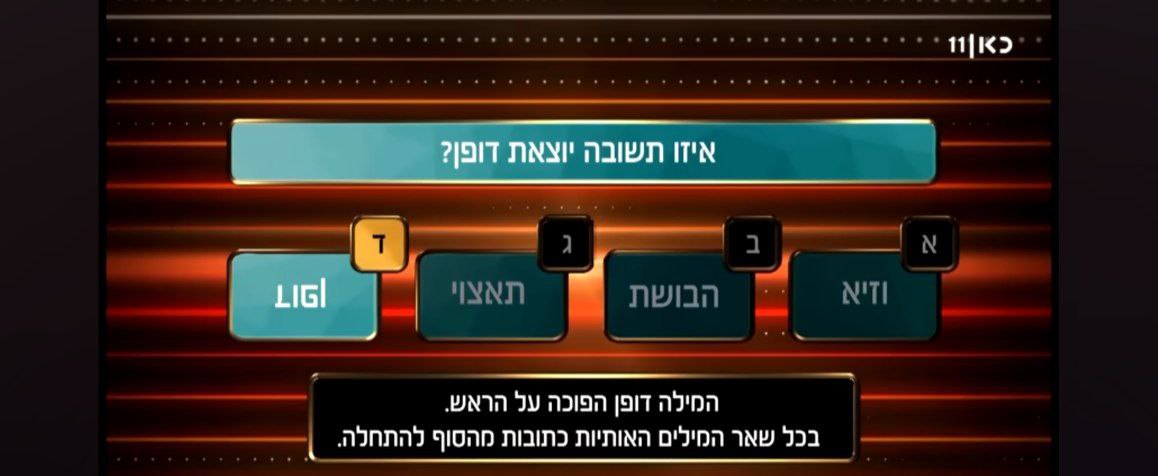 כאן 11
איזו תשובה יוצאת דופן?
א
וזיא
ב
הבושת
ג
תאצוי
ד
דופן
המילה דופן הפוכה על הראש.
בכל שאר המילים האותיות כתובות מהסוף להתחלה.